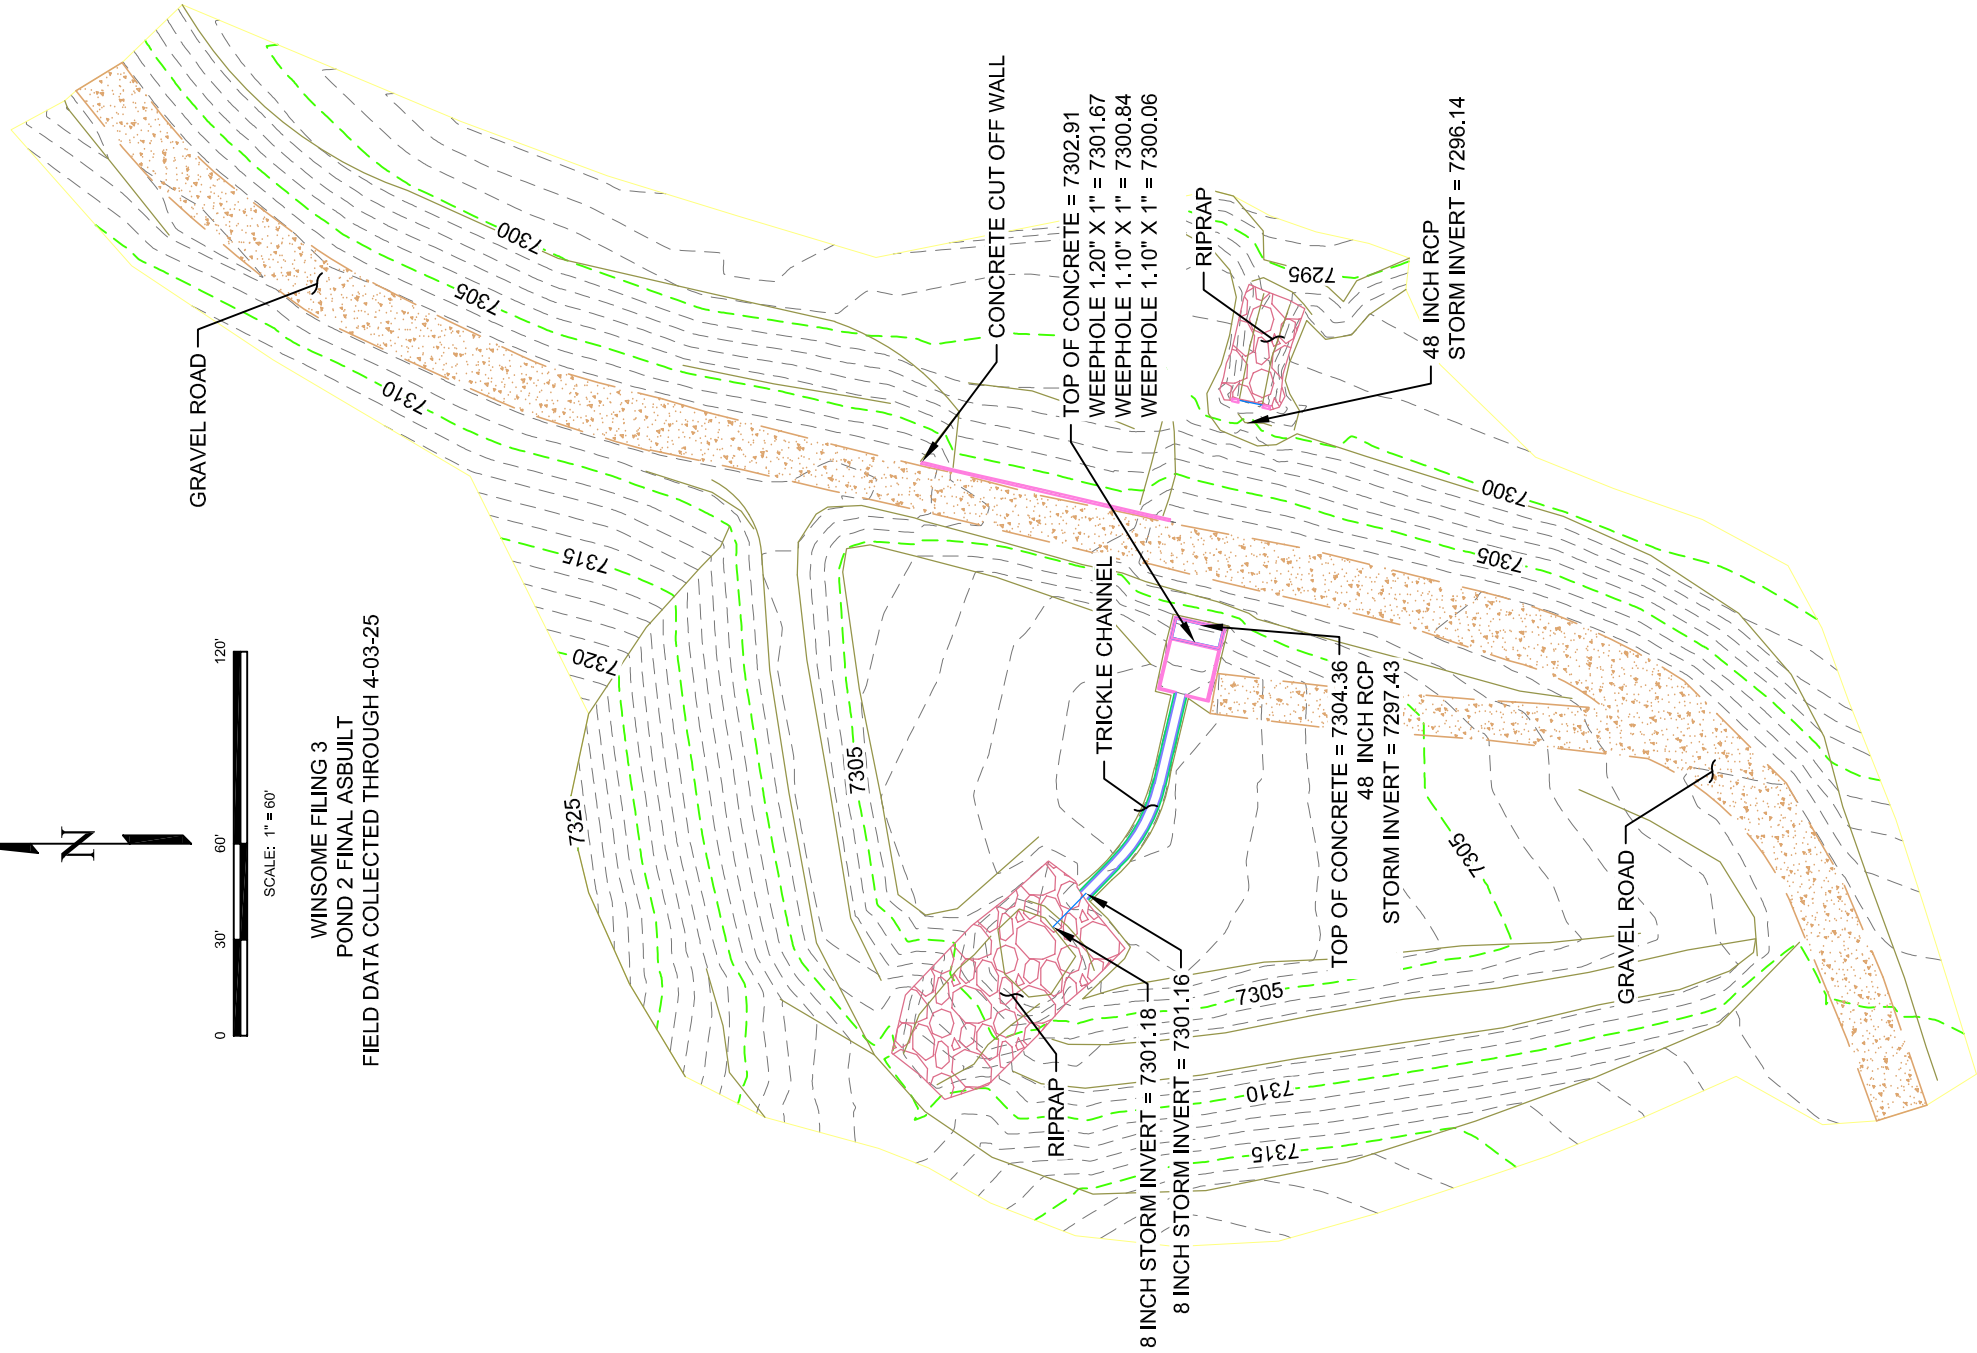 N
0
30'
60'
120'
SCALE: 1" = 60'
WINSOME FILING 3
POND 2 FINAL ASBUILT
FIELD DATA COLLECTED THROUGH 4-03-25
GRAVEL ROAD
7300
7305
7310
7315
7320
7325
7305
CONCRETE CUT OFF WALL
TOP OF CONCRETE = 7302.91
WEEPHOLE 1.20" X 1" = 7301.67
WEEPHOLE 1.10" X 1" = 7300.84
WEEPHOLE 1.10" X 1" = 7300.06
RIPRAP
7295
48 INCH RCP
STORM INVERT = 7296.14
7300
7305
TRICKLE CHANNEL
TOP OF CONCRETE = 7304.36
48 INCH RCP
STORM INVERT = 7297.43
7305
GRAVEL ROAD
RIPRAP
8 INCH STORM INVERT = 7301.18
8 INCH STORM INVERT = 7301.16
7305
7310
7315